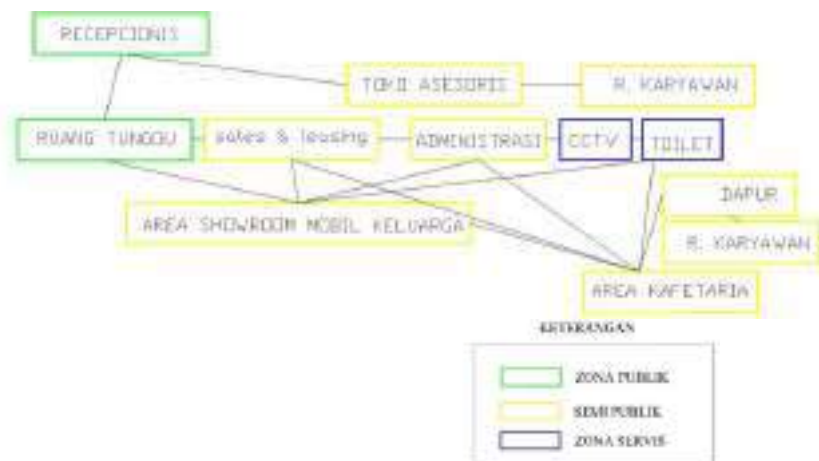 RECEPCIONIS
TOKO ASESORIS
R. KARYAWAN
RUANG TUNGGU
sales & leasing
ADMINISTRASI
CCTV
TOILET
DAPUR
AREA SHOWROOM MOBIL KELUARGA
R. KARYAWAN
AREA KAFETARIA
KETERANGAN
ZONA PUBLIK
SEMI PUBLIK
ZONA SERVIS